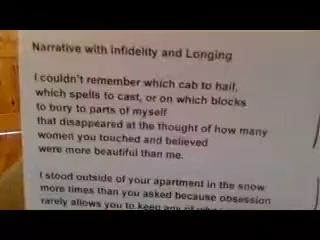 Narrative with Infidelity and Longing
I couldn't remember which cab to hail,
which spells to cast, or on which blocks
to bury to parts of myself
that disappeared at the thought of how many
women you touched and believed
were more beautiful than me.
I stood outside of your apartment in the snow
more times than you asked because obsession
rarely allows you to keep any of